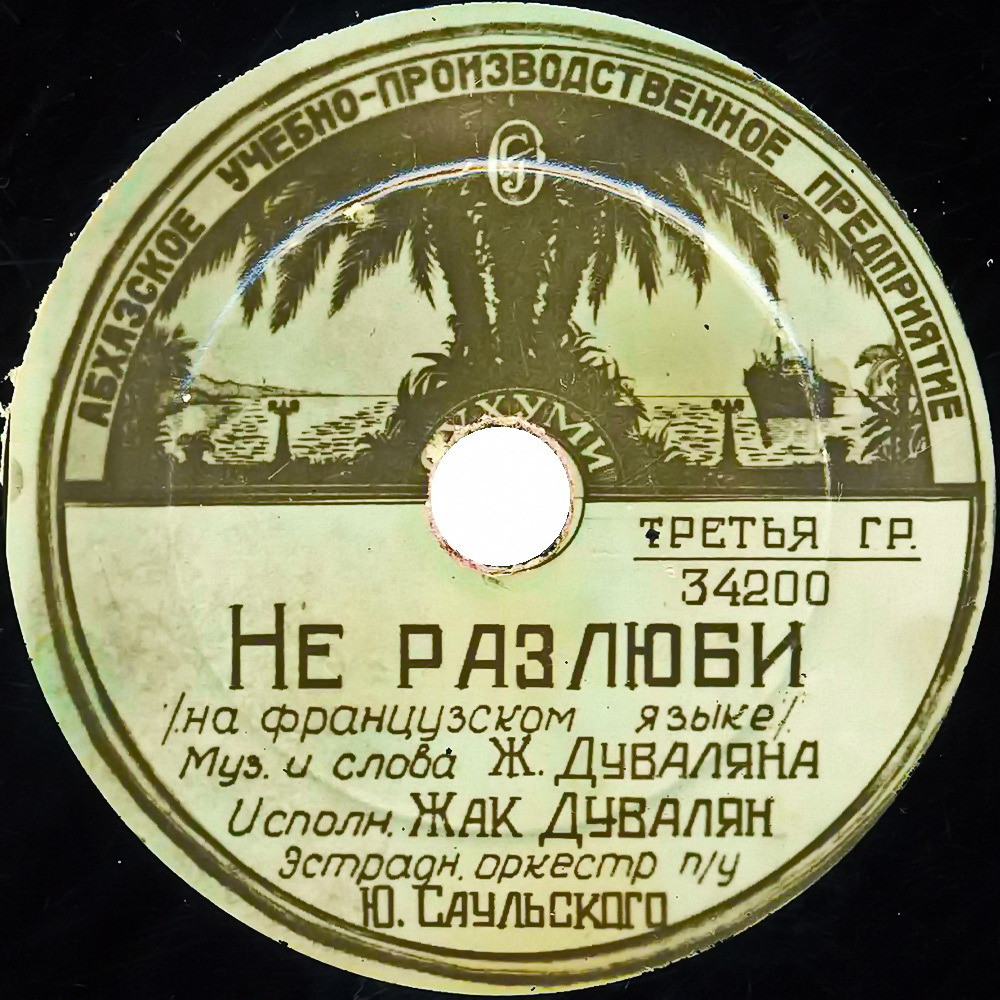 АБХАЗСКОЕ УЧЕБНО-ПРОИЗВОДСТВЕННОЕ ПРЕДПРИЯТИЕ
ТРЕТЬЯ ГР.
34200
НЕ РАЗЛЮБИ
/на французском языке/
Муз. и слова Ж. ДУВАЛЯНА
Исполн. ЖАК ДУВАЛЯН
Эстрадн. оркестр п/у
Ю. САУЛЬСКОГО